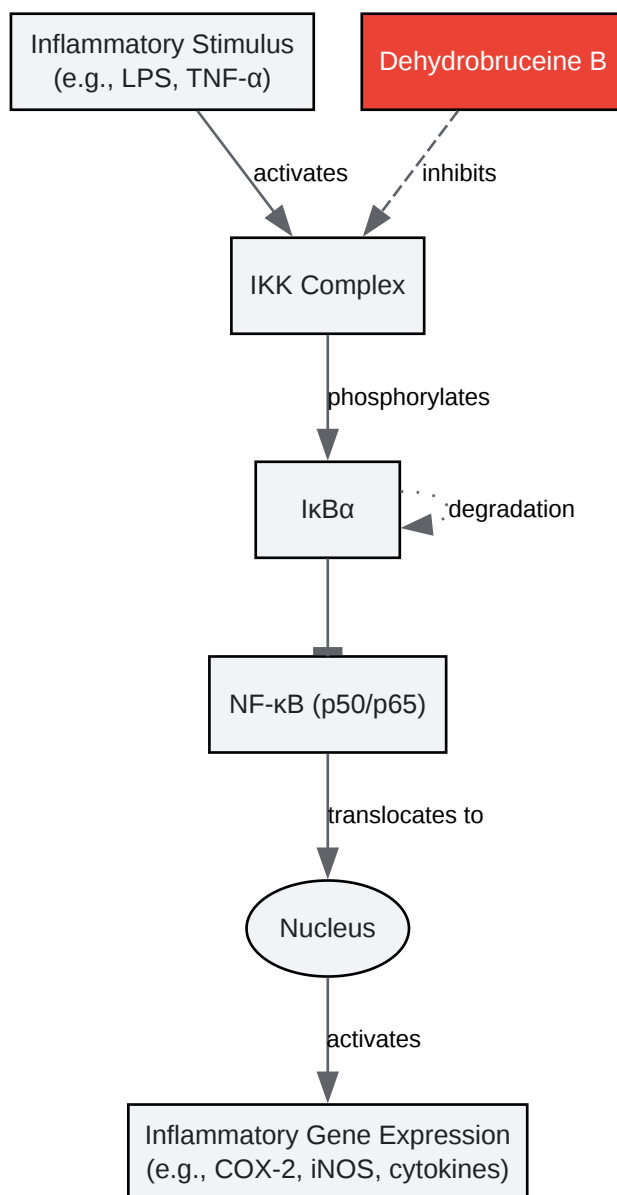 Inflammatory Stimulus
(e.g., LPS, TNF-α)
Dehydrobruceine B
activates
inhibits
IKK Complex
phosphorylates
IκBα
degradation
NF-κB (p50/p65)
translocates to
Nucleus
activates
Inflammatory Gene Expression
(e.g., COX-2, iNOS, cytokines)